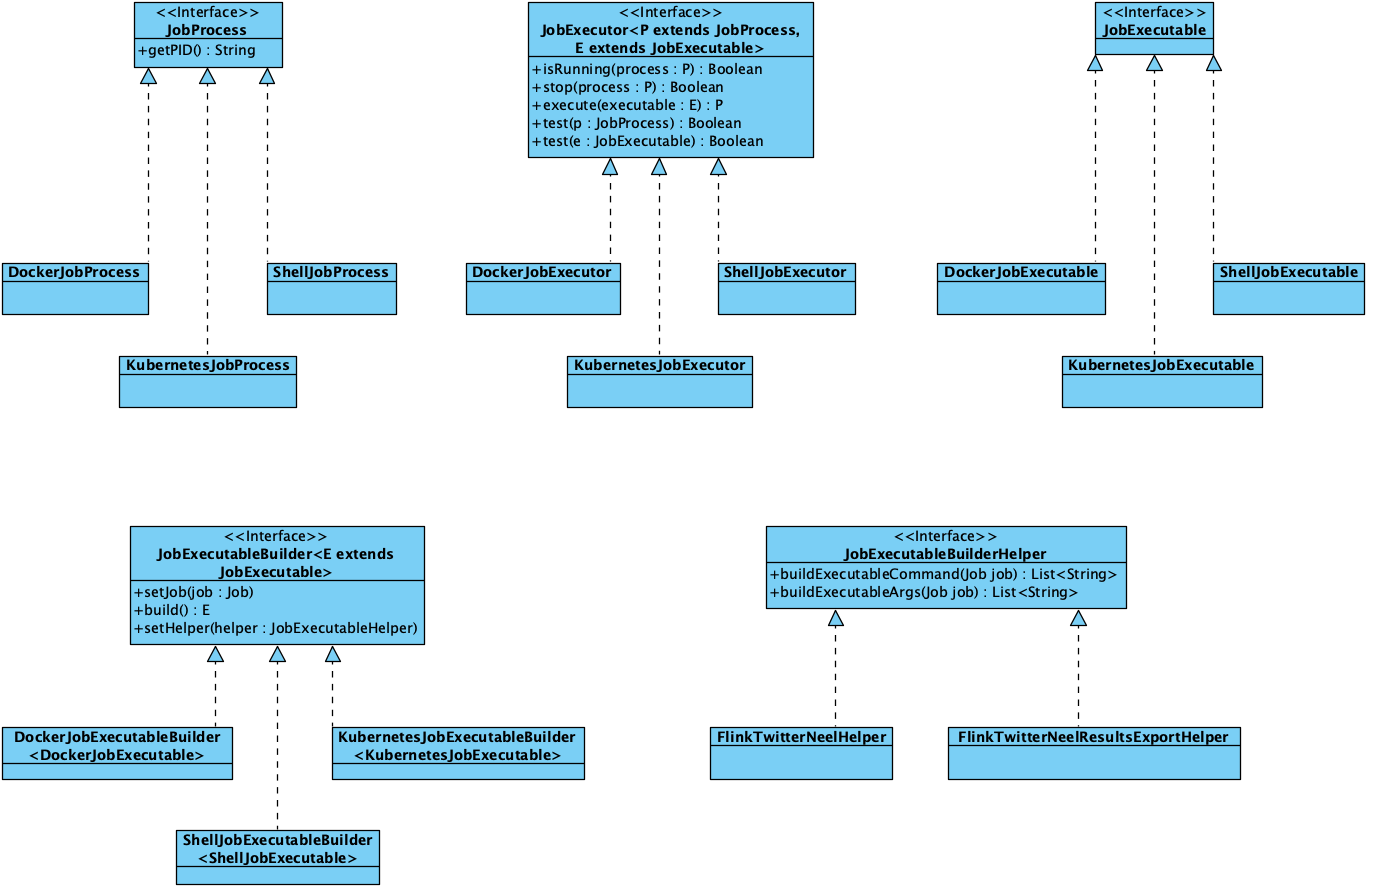 <<Interface>>
JobProcess
+getPID() : String
<<Interface>>
JobExecutor<P extends JobProcess,
E extends JobExecutable>
+isRunning(process : P) : Boolean
+stop(process : P) : Boolean
+execute(executable : E) : P
+test(p : JobProcess) : Boolean
+test(e : JobExecutable) : Boolean
<<Interface>>
JobExecutable
DockerJobProcess
ShellJobProcess
KubernetesJobProcess
DockerJobExecutor
ShellJobExecutor
KubernetesJobExecutor
DockerJobExecutable
ShellJobExecutable
KubernetesJobExecutable
<<Interface>>
JobExecutableBuilder<E extends
JobExecutable>
+setJob(job : Job)
+build() : E
+setHelper(helper : JobExecutableHelper)
DockerJobExecutableBuilder
<DockerJobExecutable>
KubernetesJobExecutableBuilder
<KubernetesJobExecutable>
ShellJobExecutableBuilder
<ShellJobExecutable>
<<Interface>>
JobExecutableBuilderHelper
+buildExecutableCommand(Job job) : List<String>
+buildExecutableArgs(Job job) : List<String>
FlinkTwitterNeelHelper
FlinkTwitterNeelResultsExportHelper